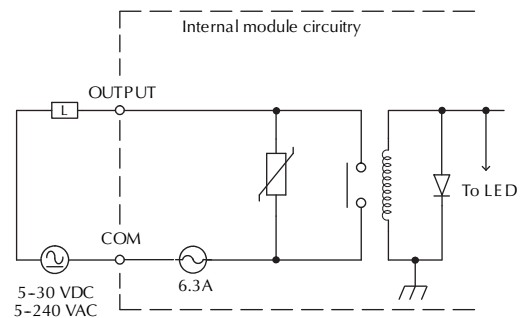 Internal module circuitry
OUTPUT
L
To LED
COM
6.3A
5-30 VDC
5-240 VAC